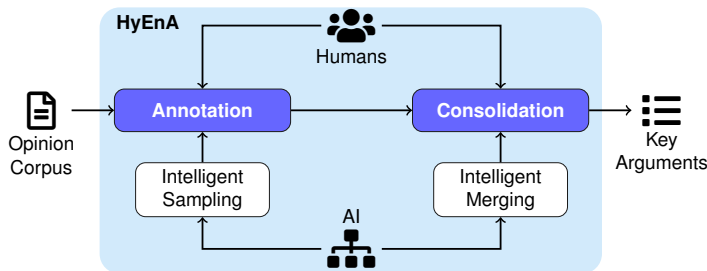 HyEnA
Humans
Annotation
Consolidation
Opinion
Corpus
Key
Arguments
Intelligent
Sampling
Intelligent
Merging
AI